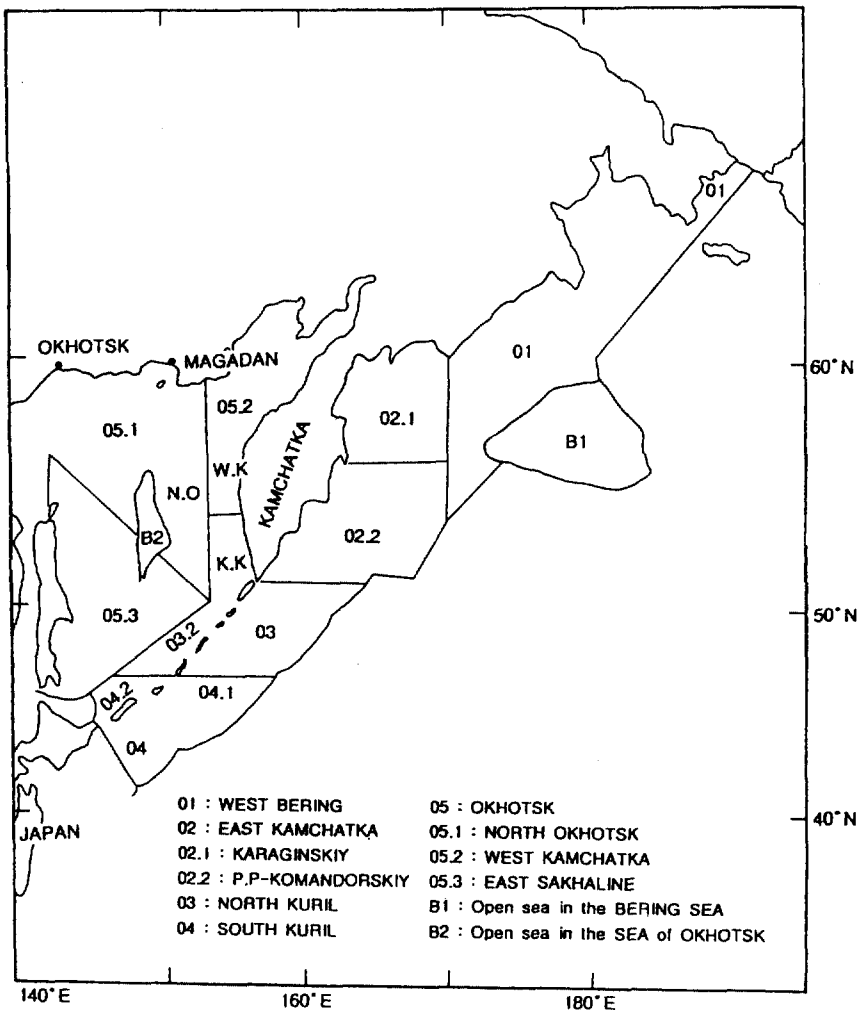 01
OKHOTSK
MAGADAN
01
60°N
05.1
05.2
02.1
B1
W.K
KAMCHATKA
N.O
B2
02.2
K.K
05.3
50°N
03.2
03
04.2
04.1
04
01 : WEST BERING
02 : EAST KAMCHATKA
02.1 : KARAGINSKIY
02.2 : P.P-KOMANDORSKIY
03 : NORTH KURIL
04 : SOUTH KURIL
05 : OKHOTSK
05.1 : NORTH OKHOTSK
05.2 : WEST KAMCHATKA
05.3 : EAST SAKHALINE
B1 : Open sea in the BERING SEA
B2 : Open sea in the SEA of OKHOTSK
40°N
JAPAN
140°E
160°E
180°E